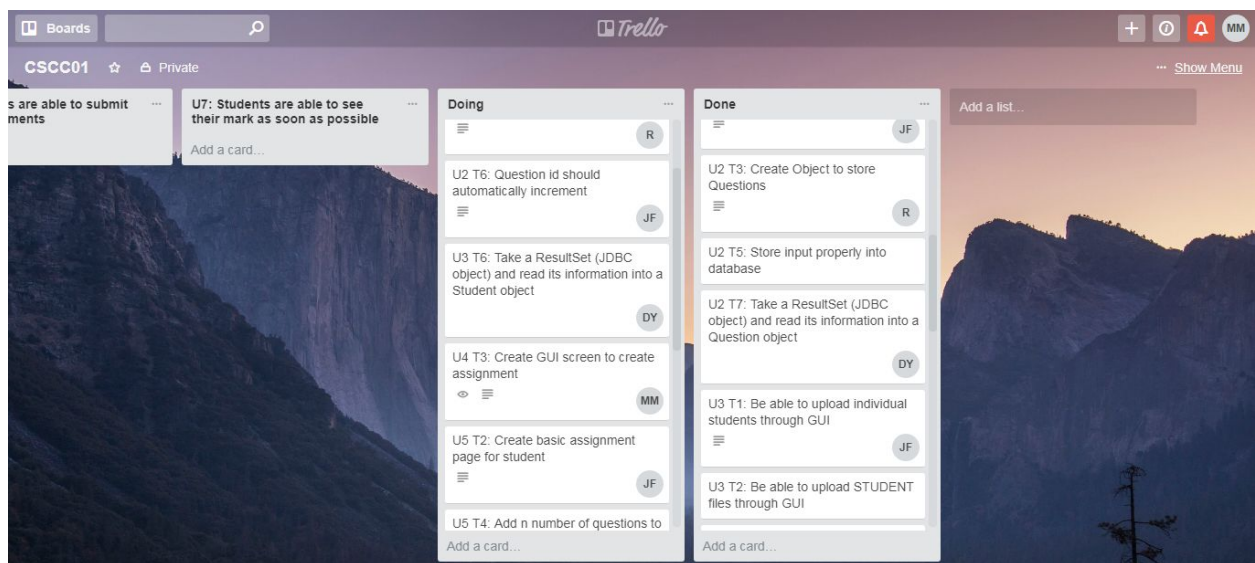 Boards
Trello
MM
CSCC01
Private
Show Menu
s are able to submit
ments
U7: Students are able to see
their mark as soon as possible
Add a card...
Doing
R
U2 T6: Question id should
automatically increment
JF
U3 T6: Take a ResultSet (JDBC
object) and read its information into a
Student object
DY
U4 T3: Create GUI screen to create
assignment
MM
U5 T2: Create basic assignment
page for student
JF
U5 T4: Add n number of questions to
Add a card...
Done
JF
U2 T3: Create Object to store
Questions
R
U2 T5: Store input properly into
database
U2 T7: Take a ResultSet (JDBC
object) and read its information into a
Question object
DY
U3 T1: Be able to upload individual
students through GUI
JF
U3 T2: Be able to upload STUDENT
files through GUI
Add a card...
Add a list...